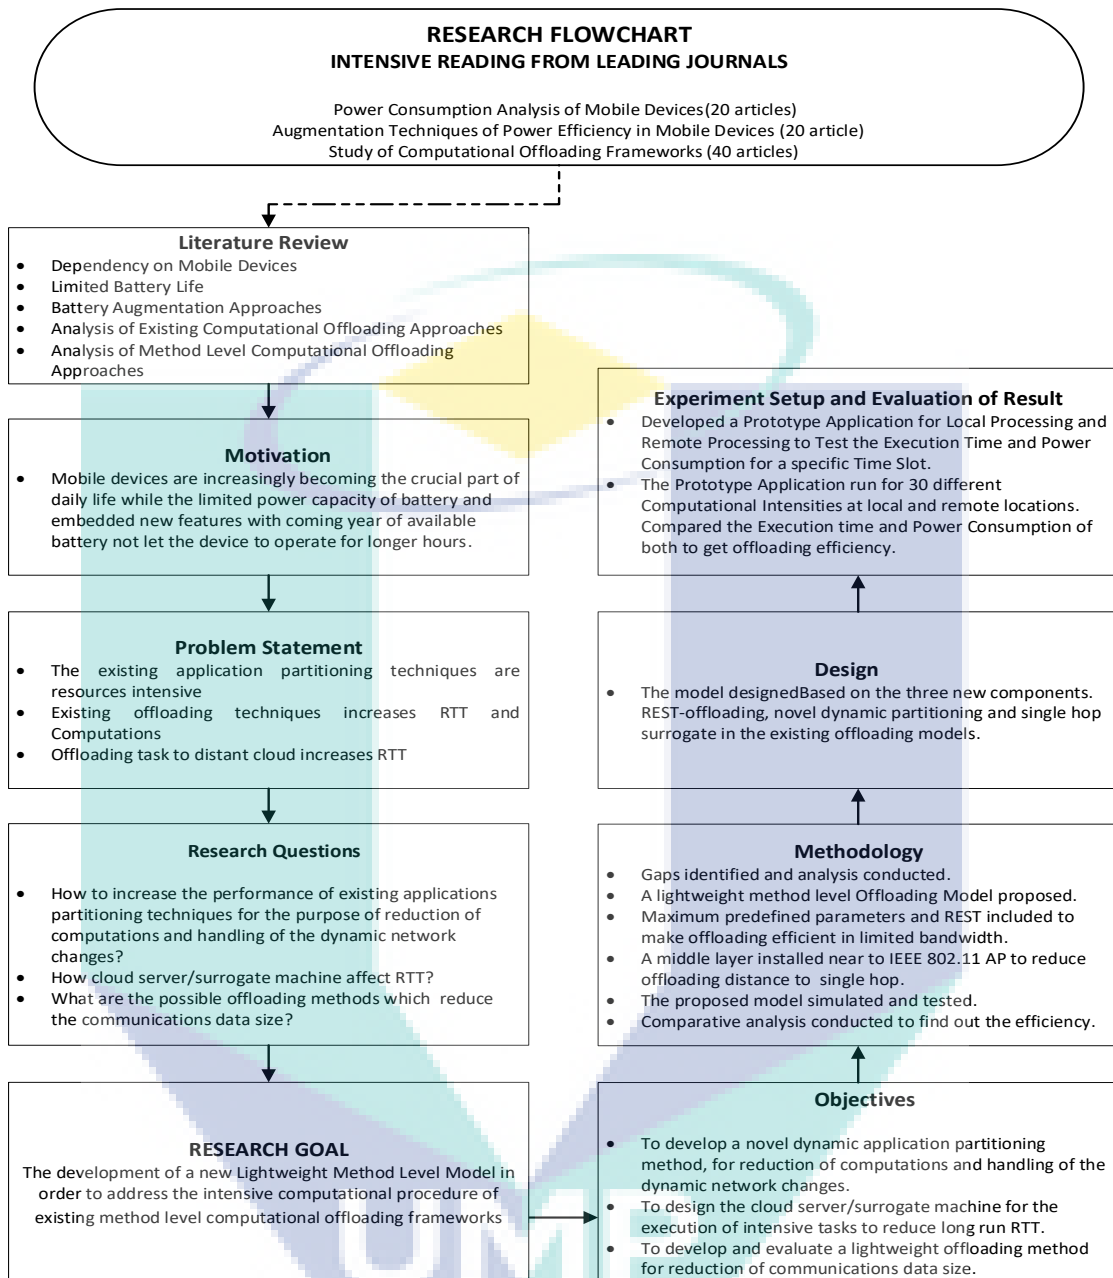 RESEARCH FLOWCHART
INTENSIVE READING FROM LEADING JOURNALS
Power Consumption Analysis of Mobile Devices(20 articles)
Augmentation Techniques of Power Efficiency in Mobile Devices (20 article)
Study of Computational Offloading Frameworks (40 articles)
Literature Review
• Dependency on Mobile Devices
• Limited Battery Life
• Battery Augmentation Approaches
• Analysis of Existing Computational Offloading Approaches
• Analysis of Method Level Computational Offloading
Approaches
Motivation
• Mobile devices are increasingly becoming the crucial part of
daily life while the limited power capacity of battery and
embedded new features with coming year of available
battery not let the device to operate for longer hours.
Problem Statement
• The existing application partitioning techniques are
resources intensive
• Existing offloading techniques increases RTT and
Computations
• Offloading task to distant cloud increases RTT
Research Questions
• How to increase the performance of existing applications
partitioning techniques for the purpose of reduction of
computations and handling of the dynamic network
changes?
• How cloud server/surrogate machine affect RTT?
• What are the possible offloading methods which reduce
the communications data size?
RESEARCH GOAL
The development of a new Lightweight Method Level Model in
order to address the intensive computational procedure of
existing method level computational offloading frameworks
Objectives
• To develop a novel dynamic application partitioning
method, for reduction of computations and handling of the
dynamic network changes.
• To design the cloud server/surrogate machine for the
execution of intensive tasks to reduce long run RTT.
• To develop and evaluate a lightweight offloading method
for reduction of communications data size.
Methodology
• Gaps identified and analysis conducted.
• A lightweight method level Offloading Model proposed.
• Maximum predefined parameters and REST included to
make offloading efficient in limited bandwidth.
• A middle layer installed near to IEEE 802.11 AP to reduce
offloading distance to single hop.
• The proposed model simulated and tested.
• Comparative analysis conducted to find out the efficiency.
Design
• The model designedBased on the three new components.
REST-offloading, novel dynamic partitioning and single hop
surrogate in the existing offloading models.
Experiment Setup and Evaluation of Result
• Developed a Prototype Application for Local Processing and
Remote Processing to Test the Execution Time and Power
Consumption for a specific Time Slot.
• The Prototype Application run for 30 different
Computational Intensities at local and remote locations.
Compared the Execution time and Power Consumption of
both to get offloading efficiency.
UMP